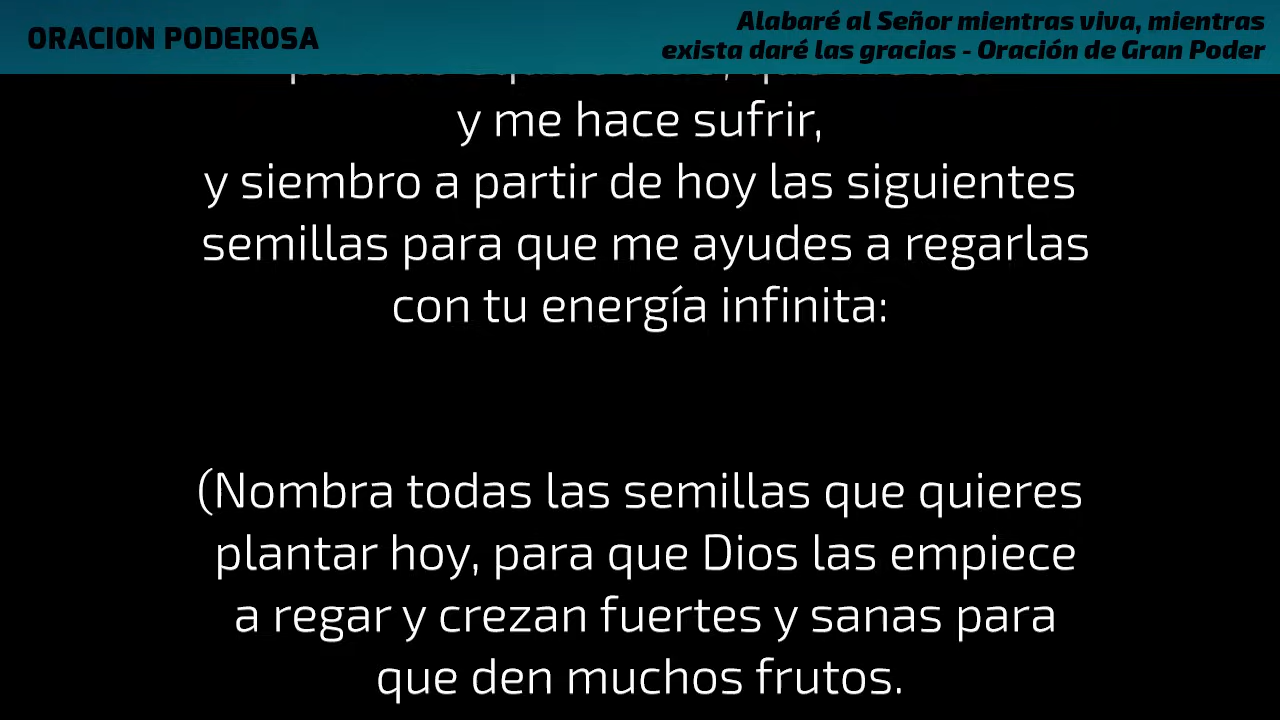 ORACION PODEROSA
Alabaré al Señor mientras viva, mientras
exista daré las gracias - Oración de Gran Poder
y me hace sufrir,
y siembro a partir de hoy las siguientes
semillas para que me ayudes a regarlas
con tu energía infinita:
(Nombra todas las semillas que quieres
plantar hoy, para que Dios las empiece
a regar y crezan fuertes y sanas para
que den muchos frutos.